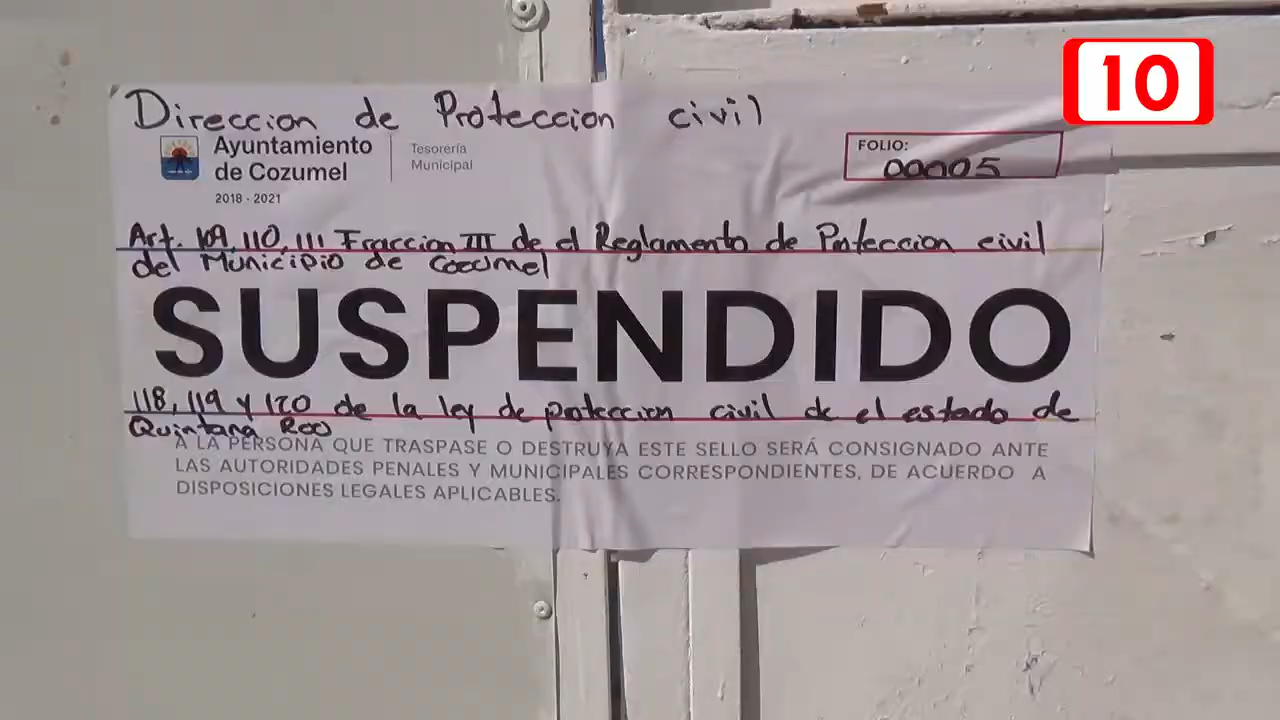 10
Direccion de Proteccion civil
Ayuntamiento
de Cozumel
2018 - 2021
Tesorería
Municipal
FOLIO:
00005
Art. 109, 110, 111 Fraccion III de el Reglamento de Proteccion civil
del Municipio de Cozumel
SUSPENDIDO
118, 119 y 120 de la ley de proteccion civil de el estado de
Quintana Roo
A LA PERSONA QUE TRASPASE O DESTRUYA ESTE SELLO SERÁ CONSIGNADO ANTE
LAS AUTORIDADES PENALES Y MUNICIPALES CORRESPONDIENTES, DE ACUERDO A
DISPOSICIONES LEGALES APLICABLES.